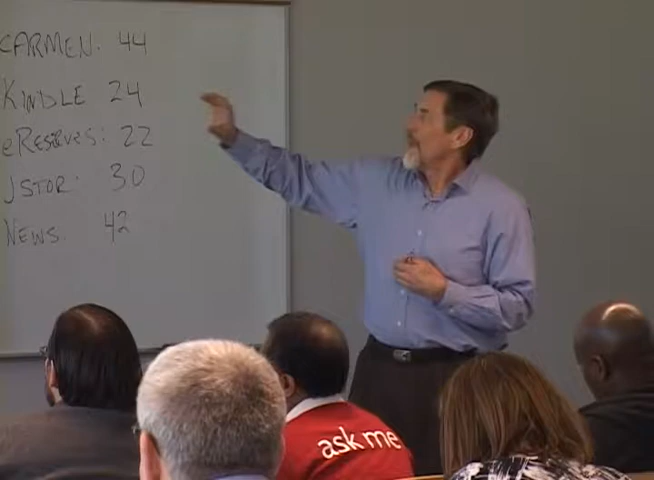 CARMEN: 44
KINDLE 24
eReserves: 22
JSTOR: 30
NEWS: 42
ask me